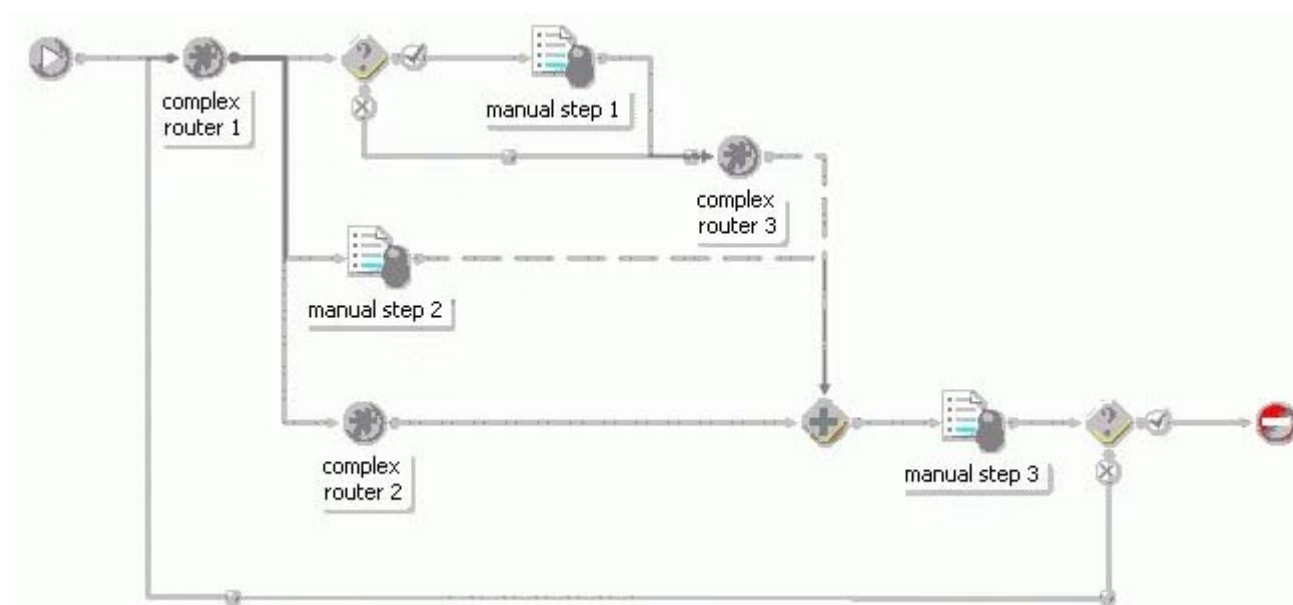 complex
router 1
manual step 1
complex
router 3
manual step 2
complex
router 2
manual step 3